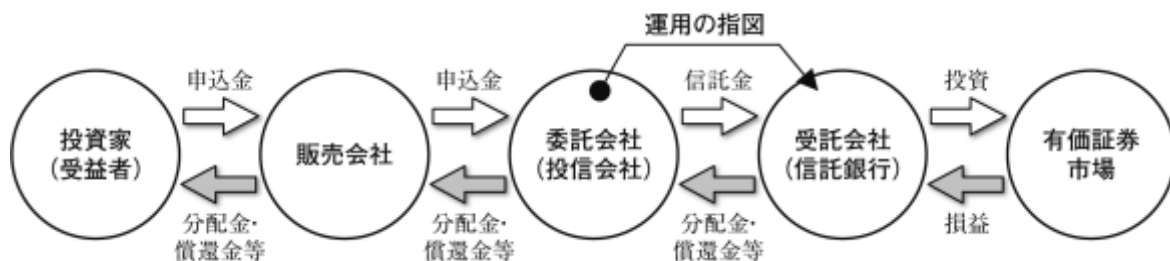 運用の指図
申込金
申込金
信託金
投資
投資家
(受益者)
販売会社
委託会社
(投信会社)
受託会社
(信託銀行)
有価証券
市場
分配金・
償還金等
分配金・
償還金等
分配金・
償還金等
損益